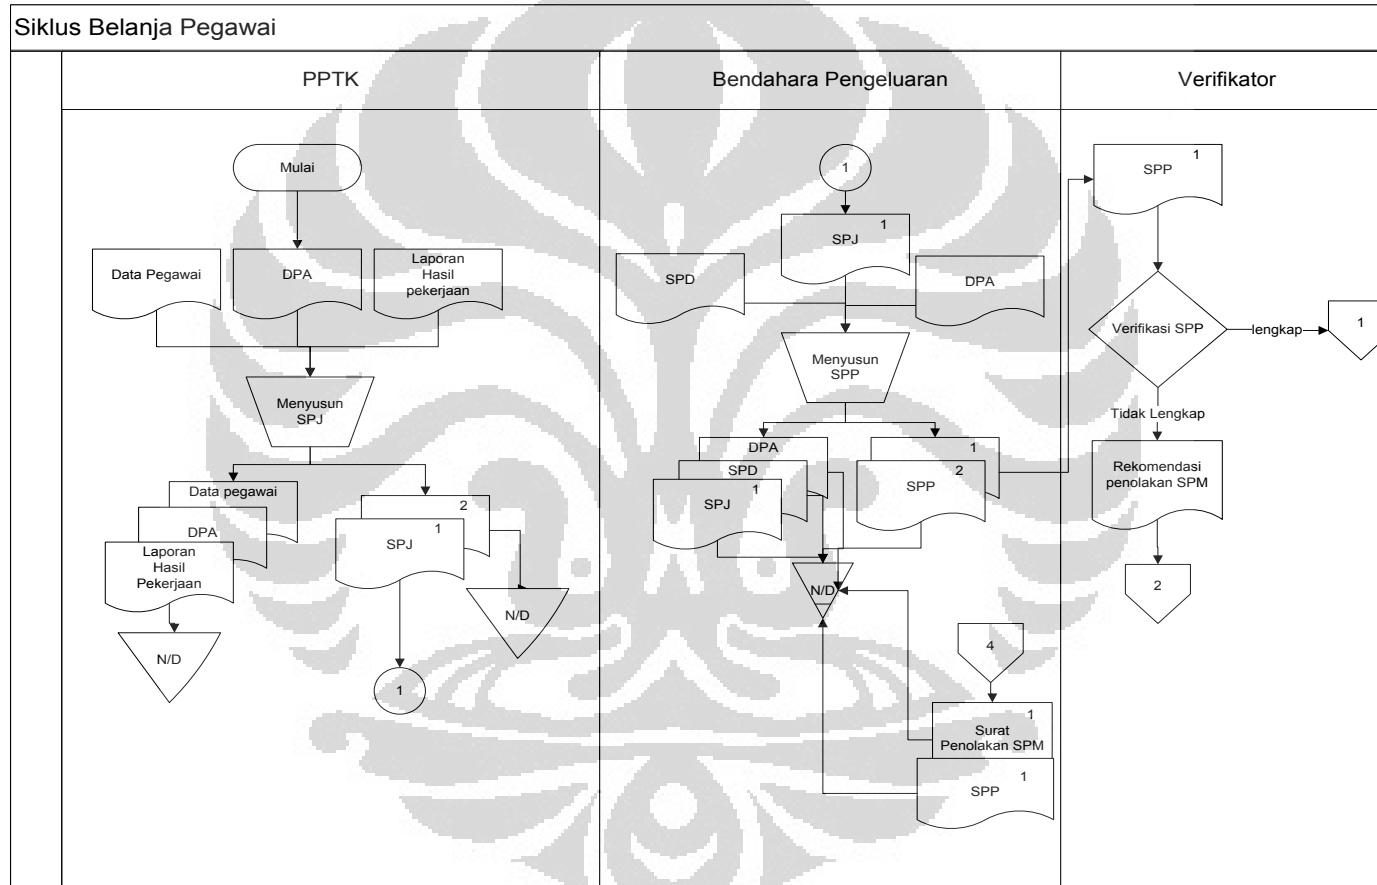 Siklus Belanja Pegawai
PPTK
Bendahara Pengeluaran
Verifikator
Mulai
Data Pegawai
DPA
Laporan
Hasil
pekerjaan
Menyusun
SPJ
Data pegawai
DPA
Laporan
Hasil
Pekerjaan
N/D
2
1
SPJ
N/D
1
1
1
SPJ
SPD
DPA
Menyusun
SPP
DPA
SPD
1
SPJ
1
2
SPP
N/D
4
1
Surat
Penolakan SPM
1
SPP
1
SPP
Verifikasi SPP
lengkap
1
Tidak Lengkap
Rekomendasi
penolakan SPM
2